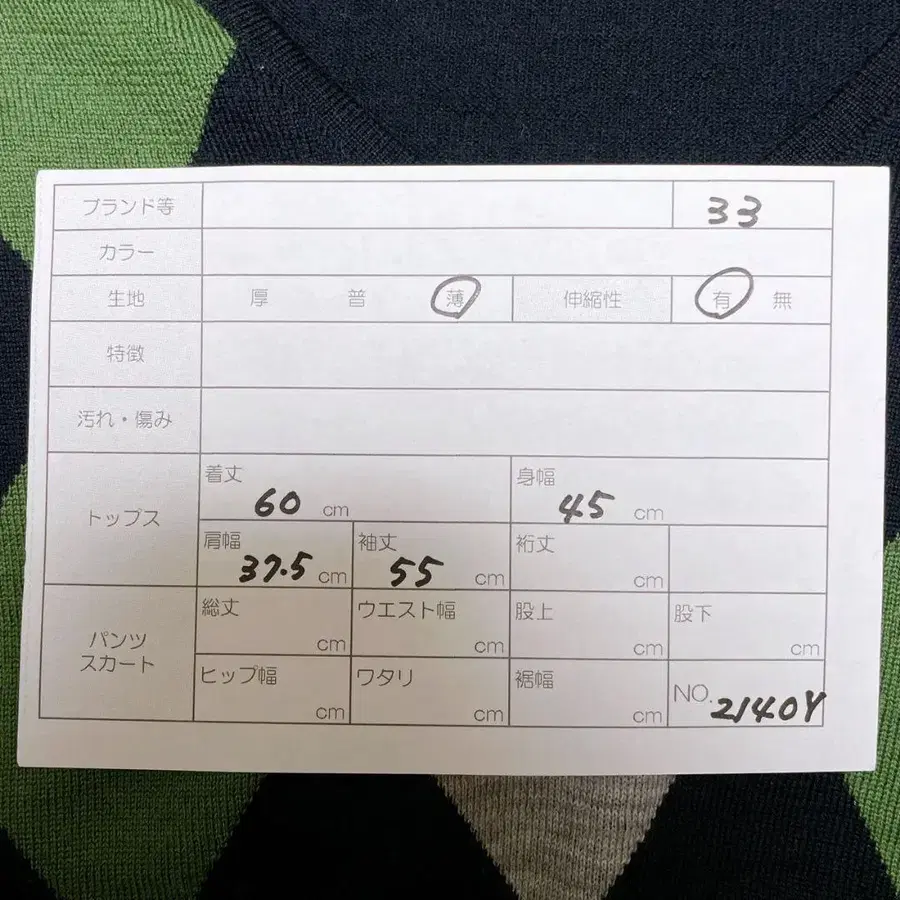 ブランド等 33
カラー
生地 厚 普 薄 伸縮性 有 無
特徴
汚れ・傷み
トップス
着丈 60 cm 身幅 45 cm
肩幅 37.5 cm 袖丈 55 cm 裄丈 cm
パンツ
スカート
総丈 cm ウエスト幅 cm 股上 cm 股下 cm
ヒップ幅 cm ワタリ cm 裾幅 cm NO. 2140Y